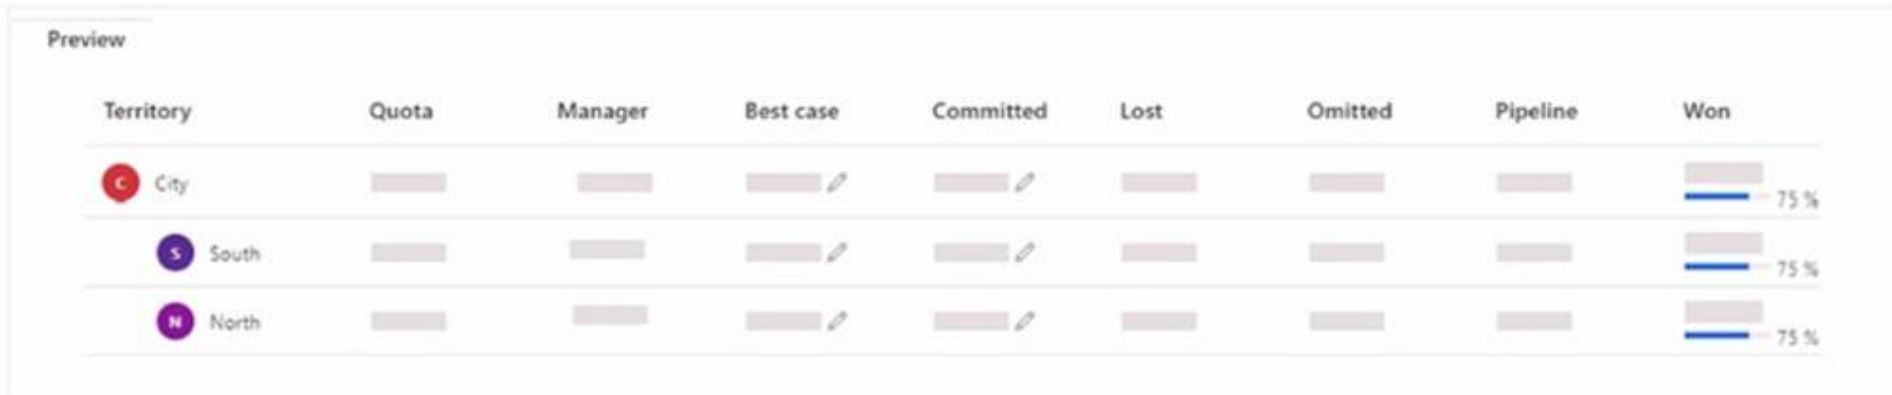 Preview
Territory Quota Manager Best case Committed Lost Omitted Pipeline Won
C City 75 %
S South 75 %
N North 75 %